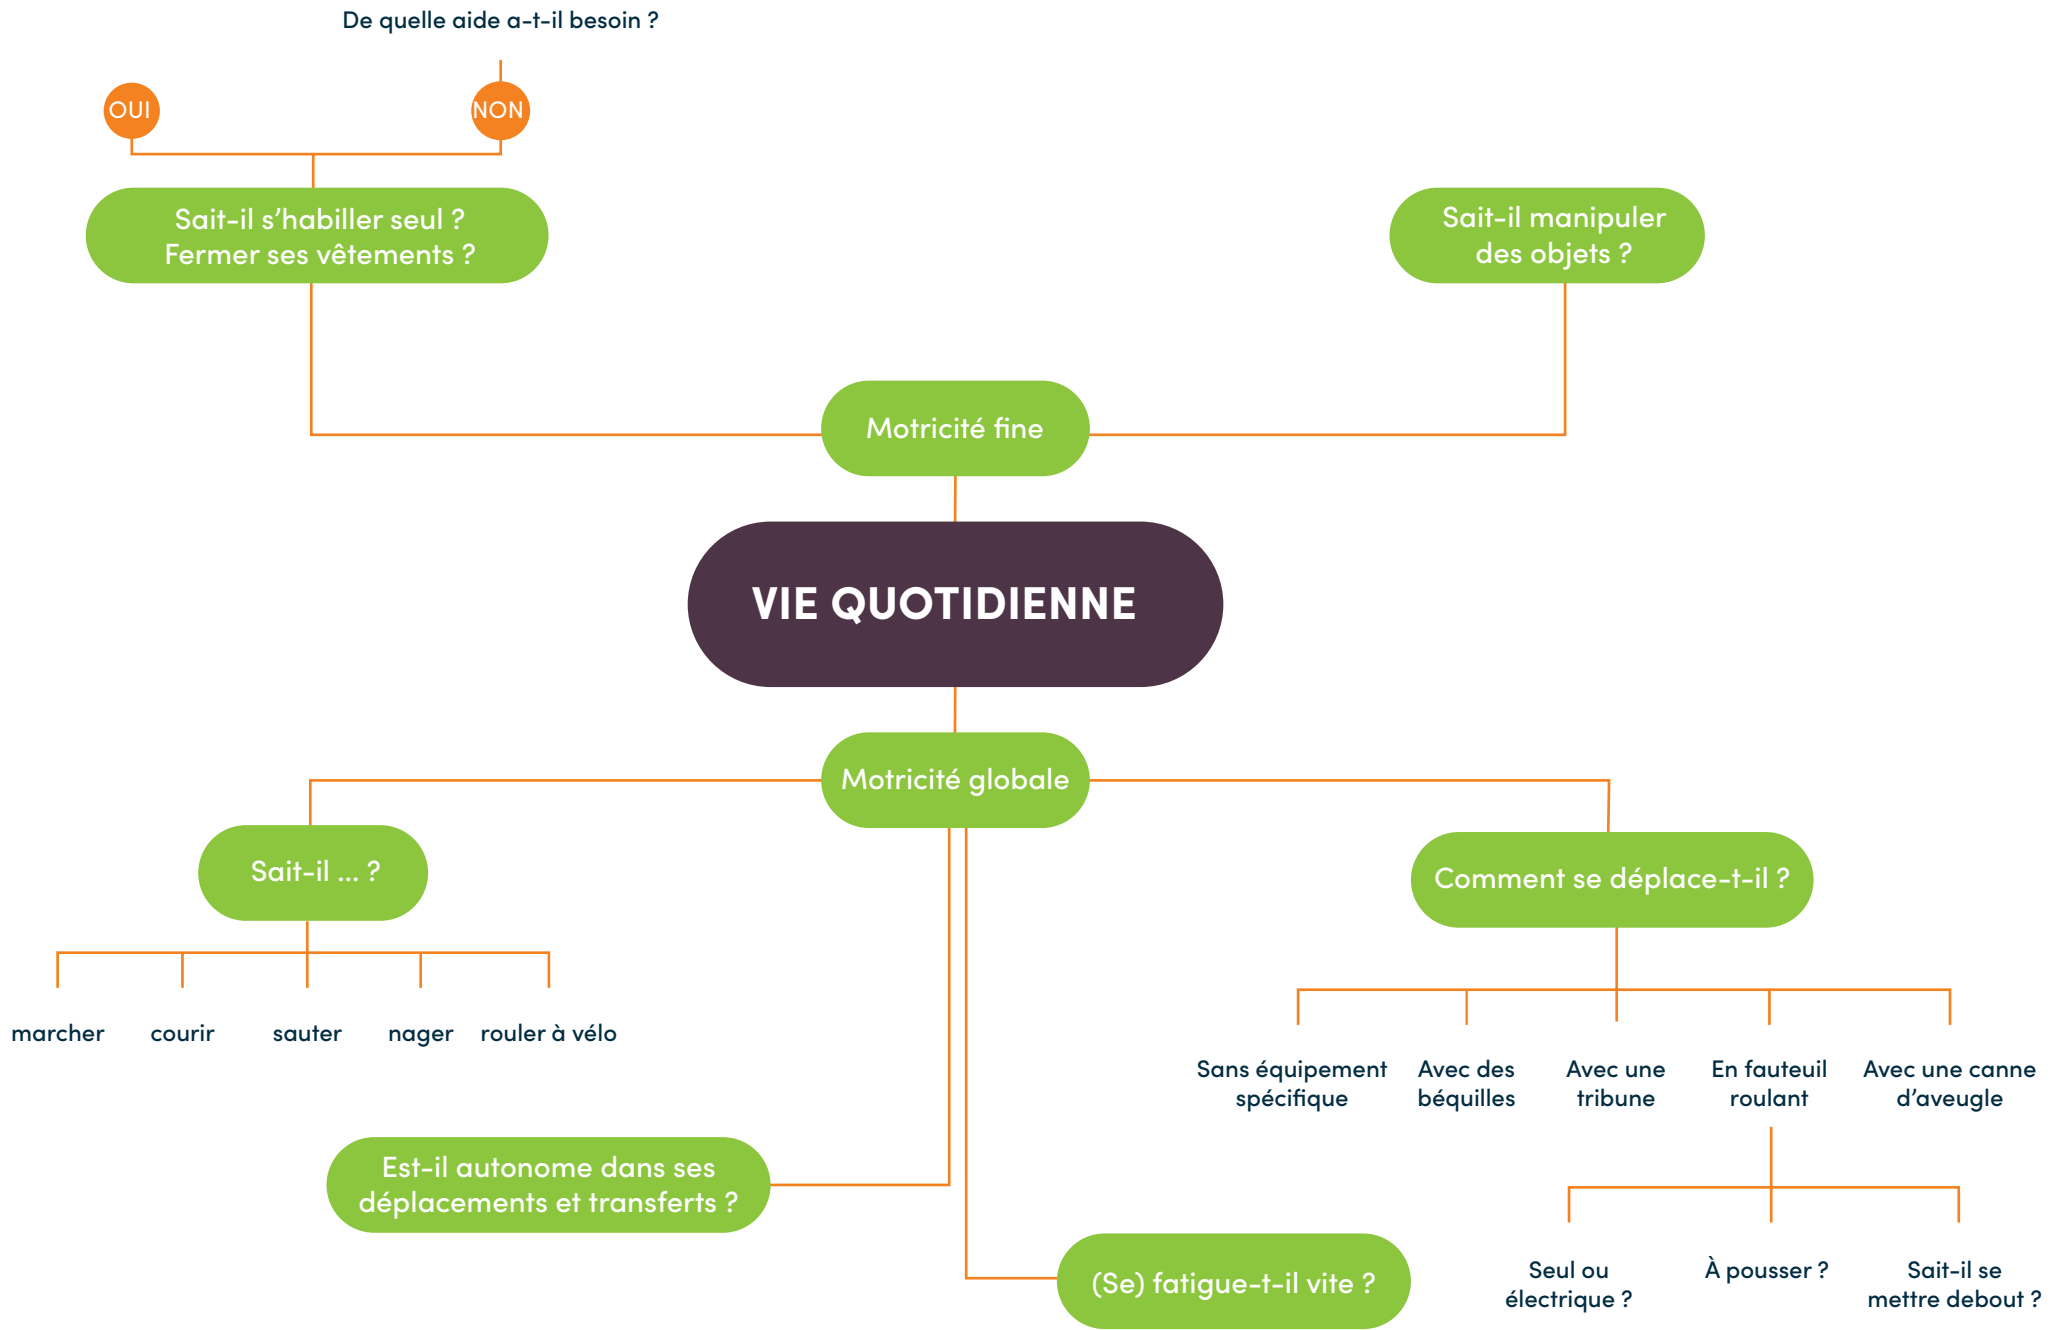 De quelle aide a-t-il besoin ?
OUI
NON
Sait-il s’habiller seul ?
Fermer ses vêtements ?
Sait-il manipuler
des objets ?
Motricité fine
VIE QUOTIDIENNE
Motricité globale
Sait-il ... ?
marcher
courir
sauter
nager
rouler à vélo
Comment se déplace-t-il ?
Sans équipement
spécifique
Avec des
béquilles
Avec une
tribune
En fauteuil
roulant
Avec une canne
d’aveugle
Est-il autonome dans ses
déplacements et transferts ?
(Se) fatigue-t-il vite ?
Seul ou
électrique ?
À pousser ?
Sait-il se
mettre debout ?